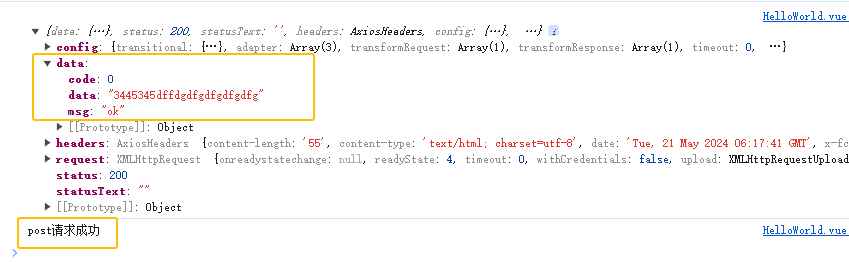 HelloWorld.vue
{data: {…}, status: 200, statusText: '', headers: AxiosHeaders, config: {…}, …}
config: {transitional: {…}, adapter: Array(3), transformRequest: Array(1), transformResponse: Array(1), timeout: 0, …}
data:
code: 0
data: "3445345dffdgdfgdfgdfgdfg"
msg: "ok"
[[Prototype]]: Object
headers: AxiosHeaders {content-length: '55', content-type: 'text/html; charset=utf-8', date: 'Tue, 21 May 2024 06:17:41 GMT', x-fc
request: XMLHttpRequest {onreadystatechange: null, readyState: 4, timeout: 0, withCredentials: false, upload: XMLHttpRequestUpload
status: 200
statusText: ""
[[Prototype]]: Object
post请求成功
HelloWorld.vue